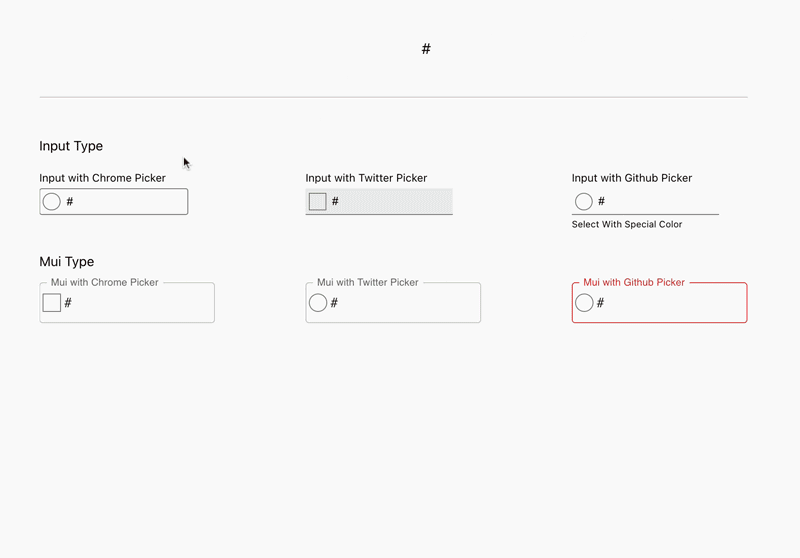 #
Input Type
Input with Chrome Picker
#
Input with Twitter Picker
#
Input with Github Picker
#
Select With Special Color
Mui Type
Mui with Chrome Picker
#
Mui with Twitter Picker
#
Mui with Github Picker
#